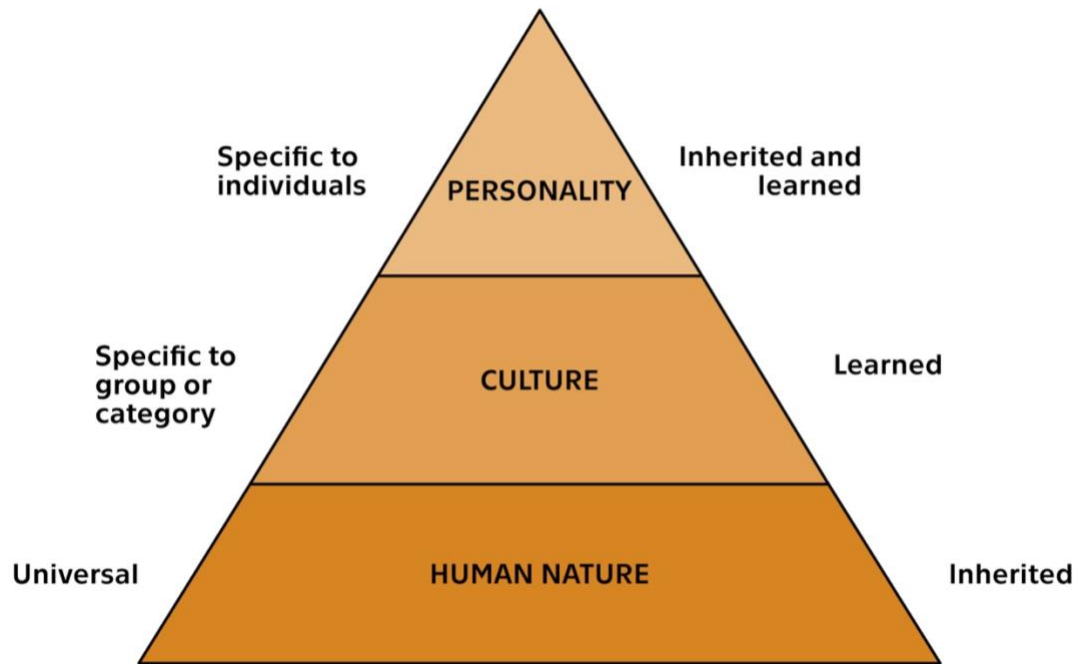 Specific to
individuals
PERSONALITY
Inherited and
learned
Specific to
group or
category
CULTURE
Learned
Universal
HUMAN NATURE
Inherited